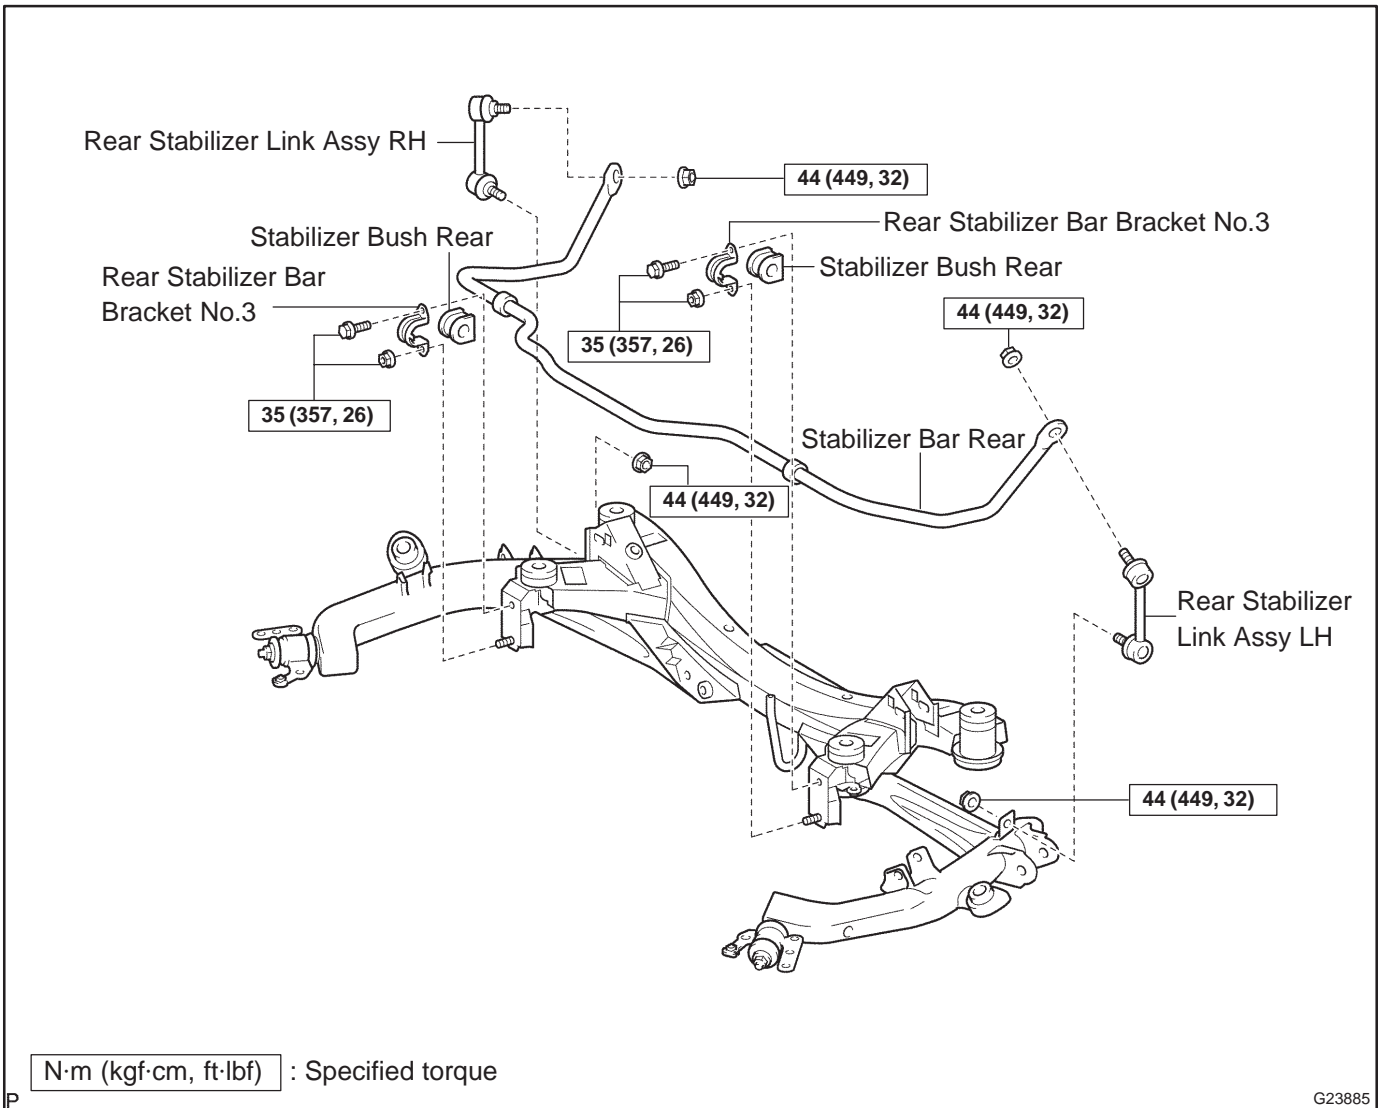 Rear Stabilizer Link Assy RH
44 (449, 32)
Rear Stabilizer Bar Bracket No.3
Stabilizer Bush Rear
Stabilizer Bush Rear
Rear Stabilizer Bar
Bracket No.3
44 (449, 32)
35 (357, 26)
35 (357, 26)
Stabilizer Bar Rear
44 (449, 32)
Rear Stabilizer
Link Assy LH
44 (449, 32)
N·m (kgf·cm, ft·lbf) : Specified torque
P
G23885